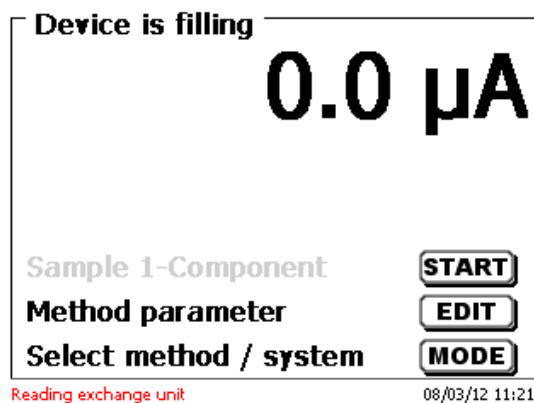 Device is filling
0.0 µA
Sample 1-Component START
Method parameter EDIT
Select method / system MODE
Reading exchange unit 08/03/12 11:21